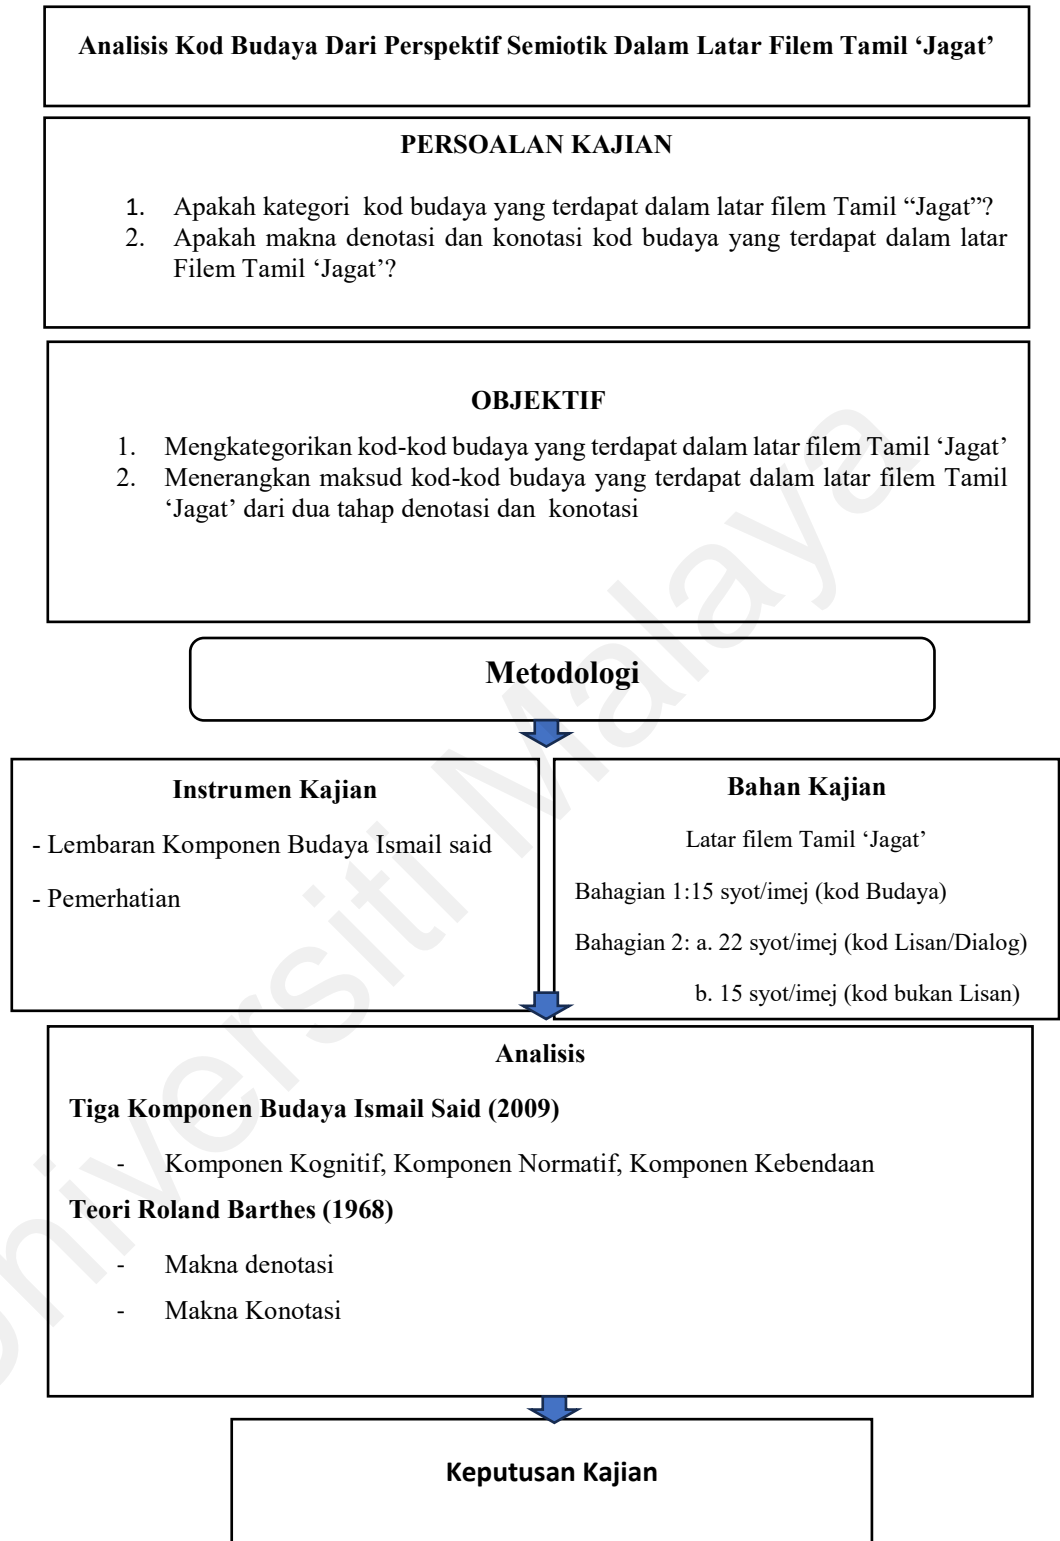 Analisis Kod Budaya Dari Perspektif Semiotik Dalam Latar Filem Tamil ‘Jagat’
PERSOALAN KAJIAN
1. Apakah kategori kod budaya yang terdapat dalam latar filem Tamil “Jagat”?
2. Apakah makna denotasi dan konotasi kod budaya yang terdapat dalam latar
Filem Tamil ‘Jagat’?
OBJEKTIF
1. Mengkategorikan kod-kod budaya yang terdapat dalam latar filem Tamil ‘Jagat’
2. Menerangkan maksud kod-kod budaya yang terdapat dalam latar filem Tamil
‘Jagat’ dari dua tahap denotasi dan konotasi
Metodologi
Instrumen Kajian
- Lembaran Komponen Budaya Ismail said
- Pemerhatian
Bahan Kajian
Latar filem Tamil ‘Jagat’
Bahagian 1:15 syot/imej (kod Budaya)
Bahagian 2: a. 22 syot/imej (kod Lisan/Dialog)
b. 15 syot/imej (kod bukan Lisan)
Analisis
Tiga Komponen Budaya Ismail Said (2009)
- Komponen Kognitif, Komponen Normatif, Komponen Kebendaan
Teori Roland Barthes (1968)
- Makna denotasi
- Makna Konotasi
Keputusan Kajian
Universiti Malaya